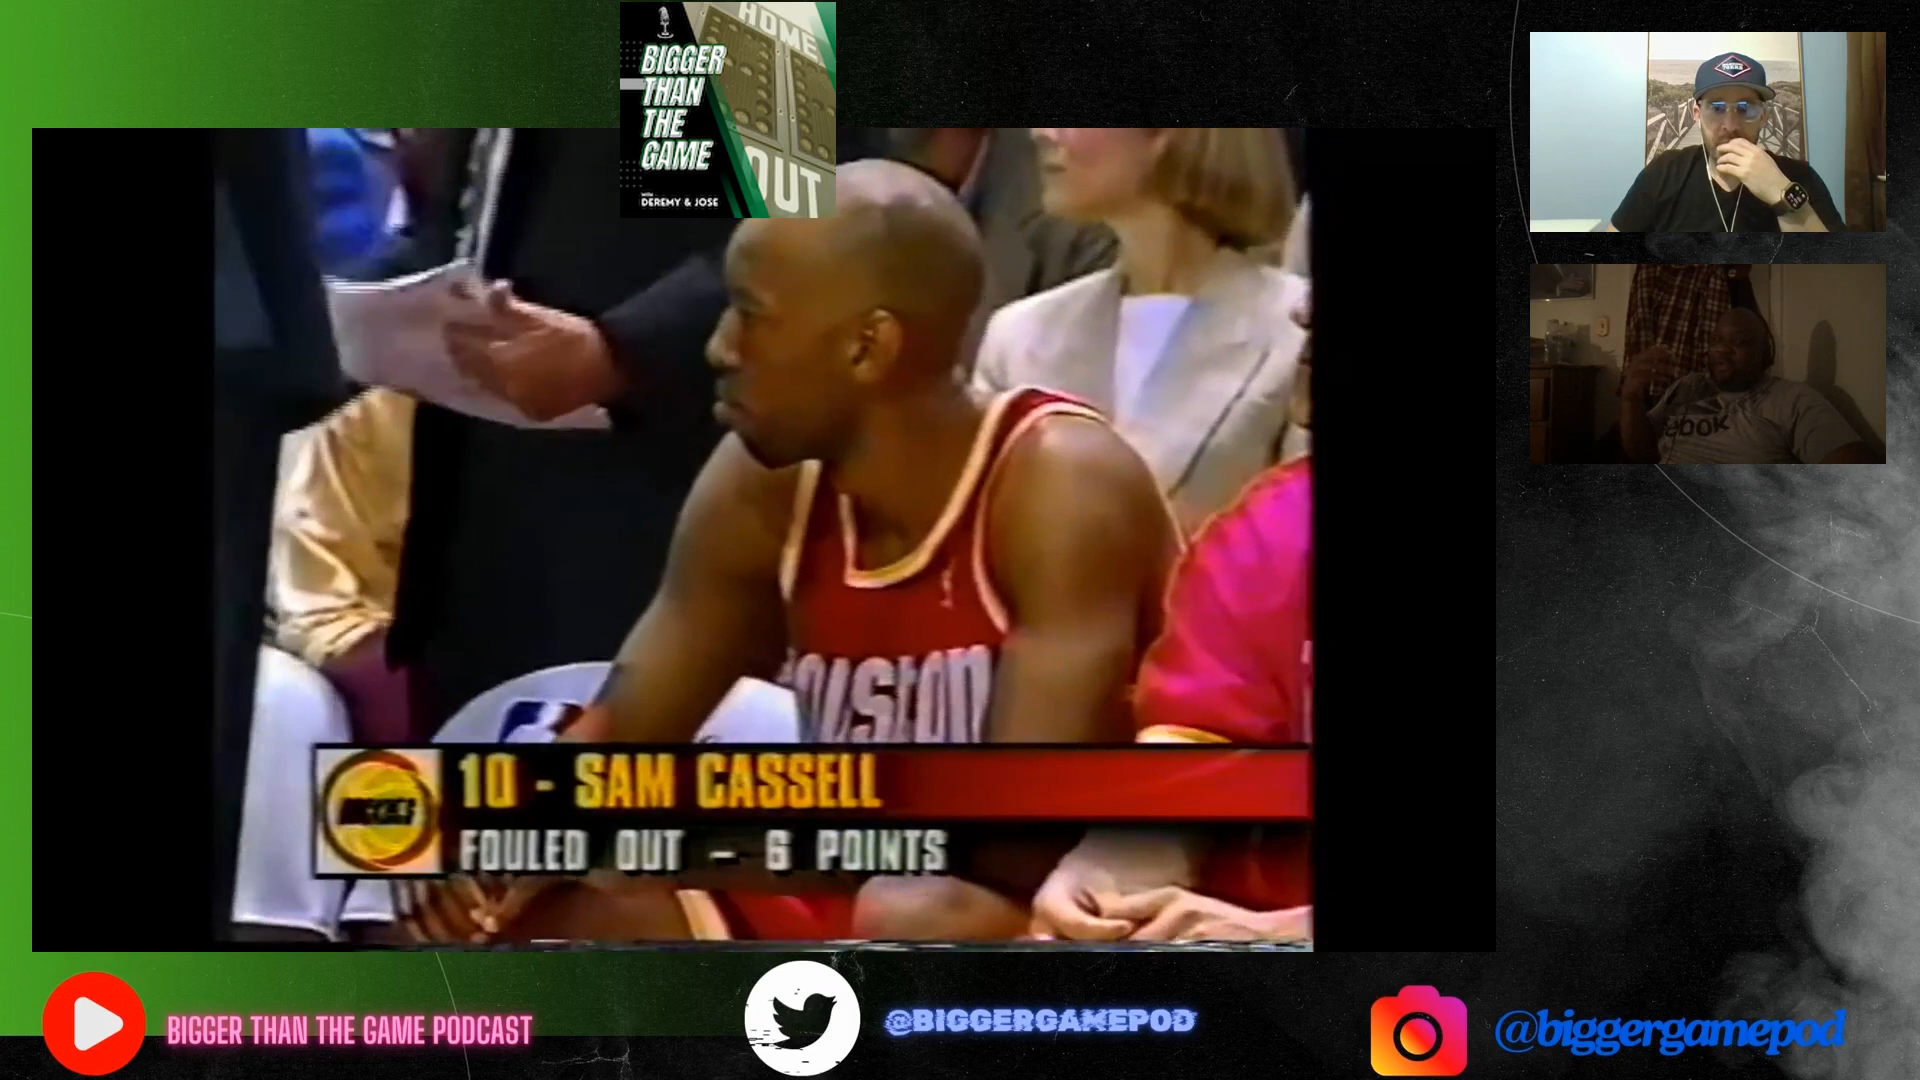 HOME
OUT
BIGGER
THAN
THE
GAME
WITH
DEREMY & JOSE
10 - SAM CASSELL
FOULED OUT - 6 POINTS
BIGGER THAN THE GAME PODCAST
@BIGGERGAMEPOD
@biggergamepod